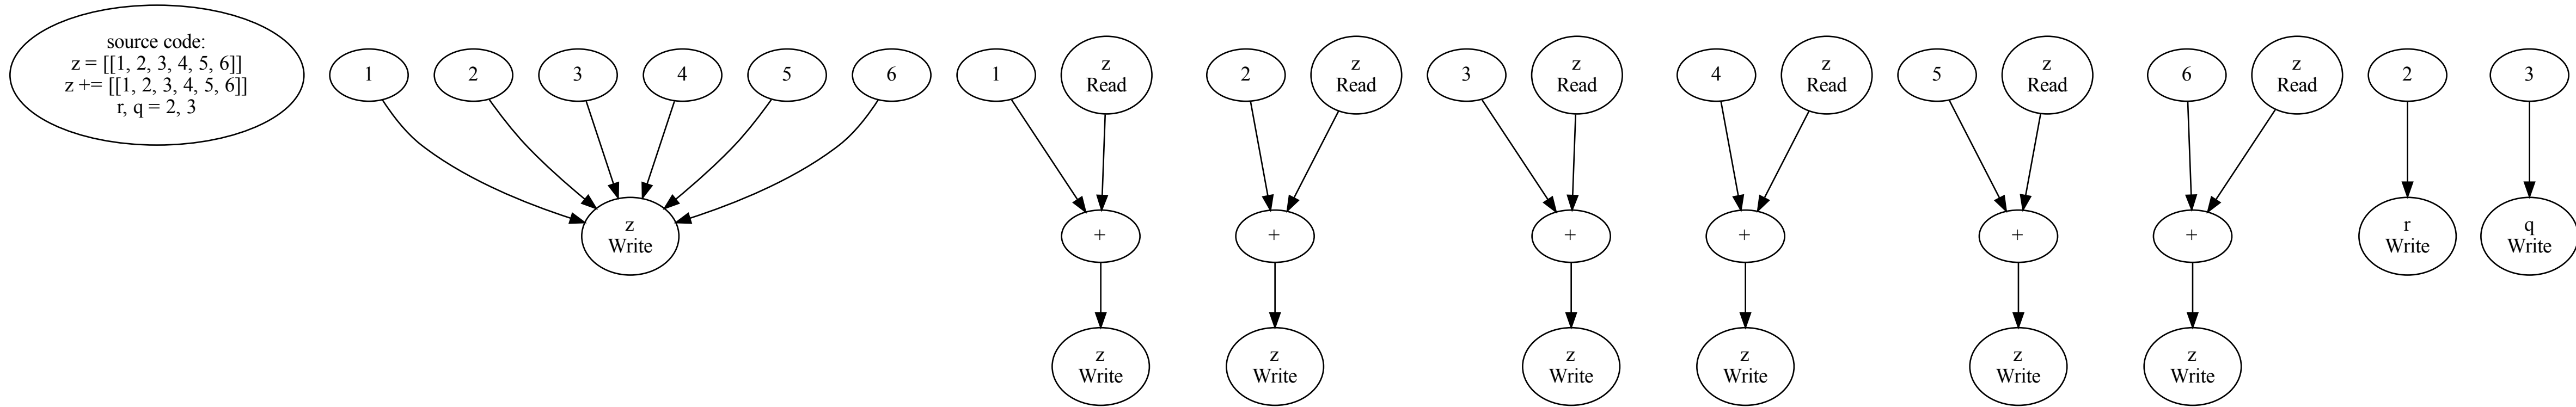 source code:
z = [[1, 2, 3, 4, 5, 6]]
z += [[1, 2, 3, 4, 5, 6]]
r, q = 2, 3
1
2
3
4
5
6
1
z
Read
2
z
Read
3
z
Read
4
z
Read
5
z
Read
6
z
Read
2
3
z
Write
+
+
+
+
+
+
r
Write
q
Write
z
Write
z
Write
z
Write
z
Write
z
Write
z
Write